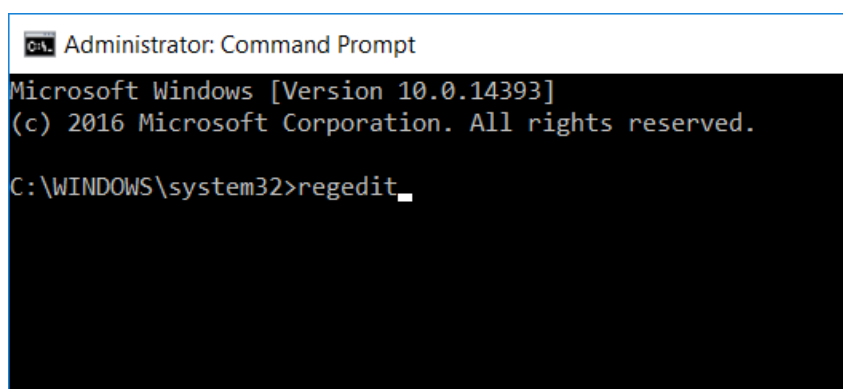 Administrator: Command Prompt
Microsoft Windows [Version 10.0.14393]
(c) 2016 Microsoft Corporation. All rights reserved.
C:\WINDOWS\system32>regedit